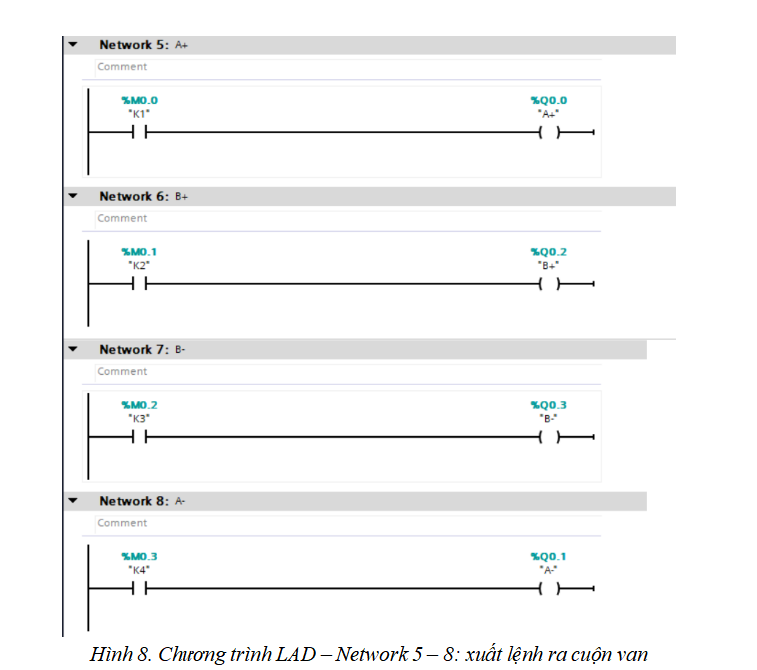 Network 5: A+
Comment
%M0.0 %Q0.0
"K1" "A+"
Network 6: B+
Comment
%M0.1 %Q0.2
"K2" "B+"
Network 7: B-
Comment
%M0.2 %Q0.3
"K3" "B-"
Network 8: A-
Comment
%M0.3 %Q0.1
"K4" "A-"
Hình 8. Chương trình LAD – Network 5 – 8: xuất lệnh ra cuộn van